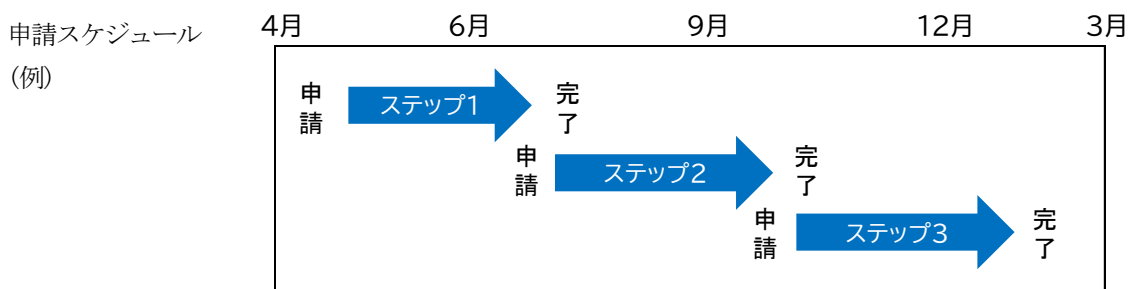 申請スケジュール
(例)
4月 6月 9月 12月 3月
申請 ステップ1 完了
申請 ステップ2 完了
申請 ステップ3 完了